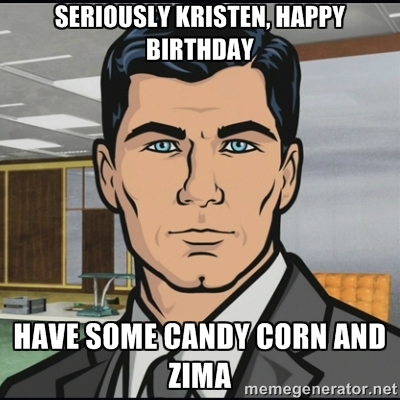 SERIOUSLY KRISTEN, HAPPY
BIRTHDAY
HAVE SOME CANDY CORN AND
ZIMA
memegenerator.net